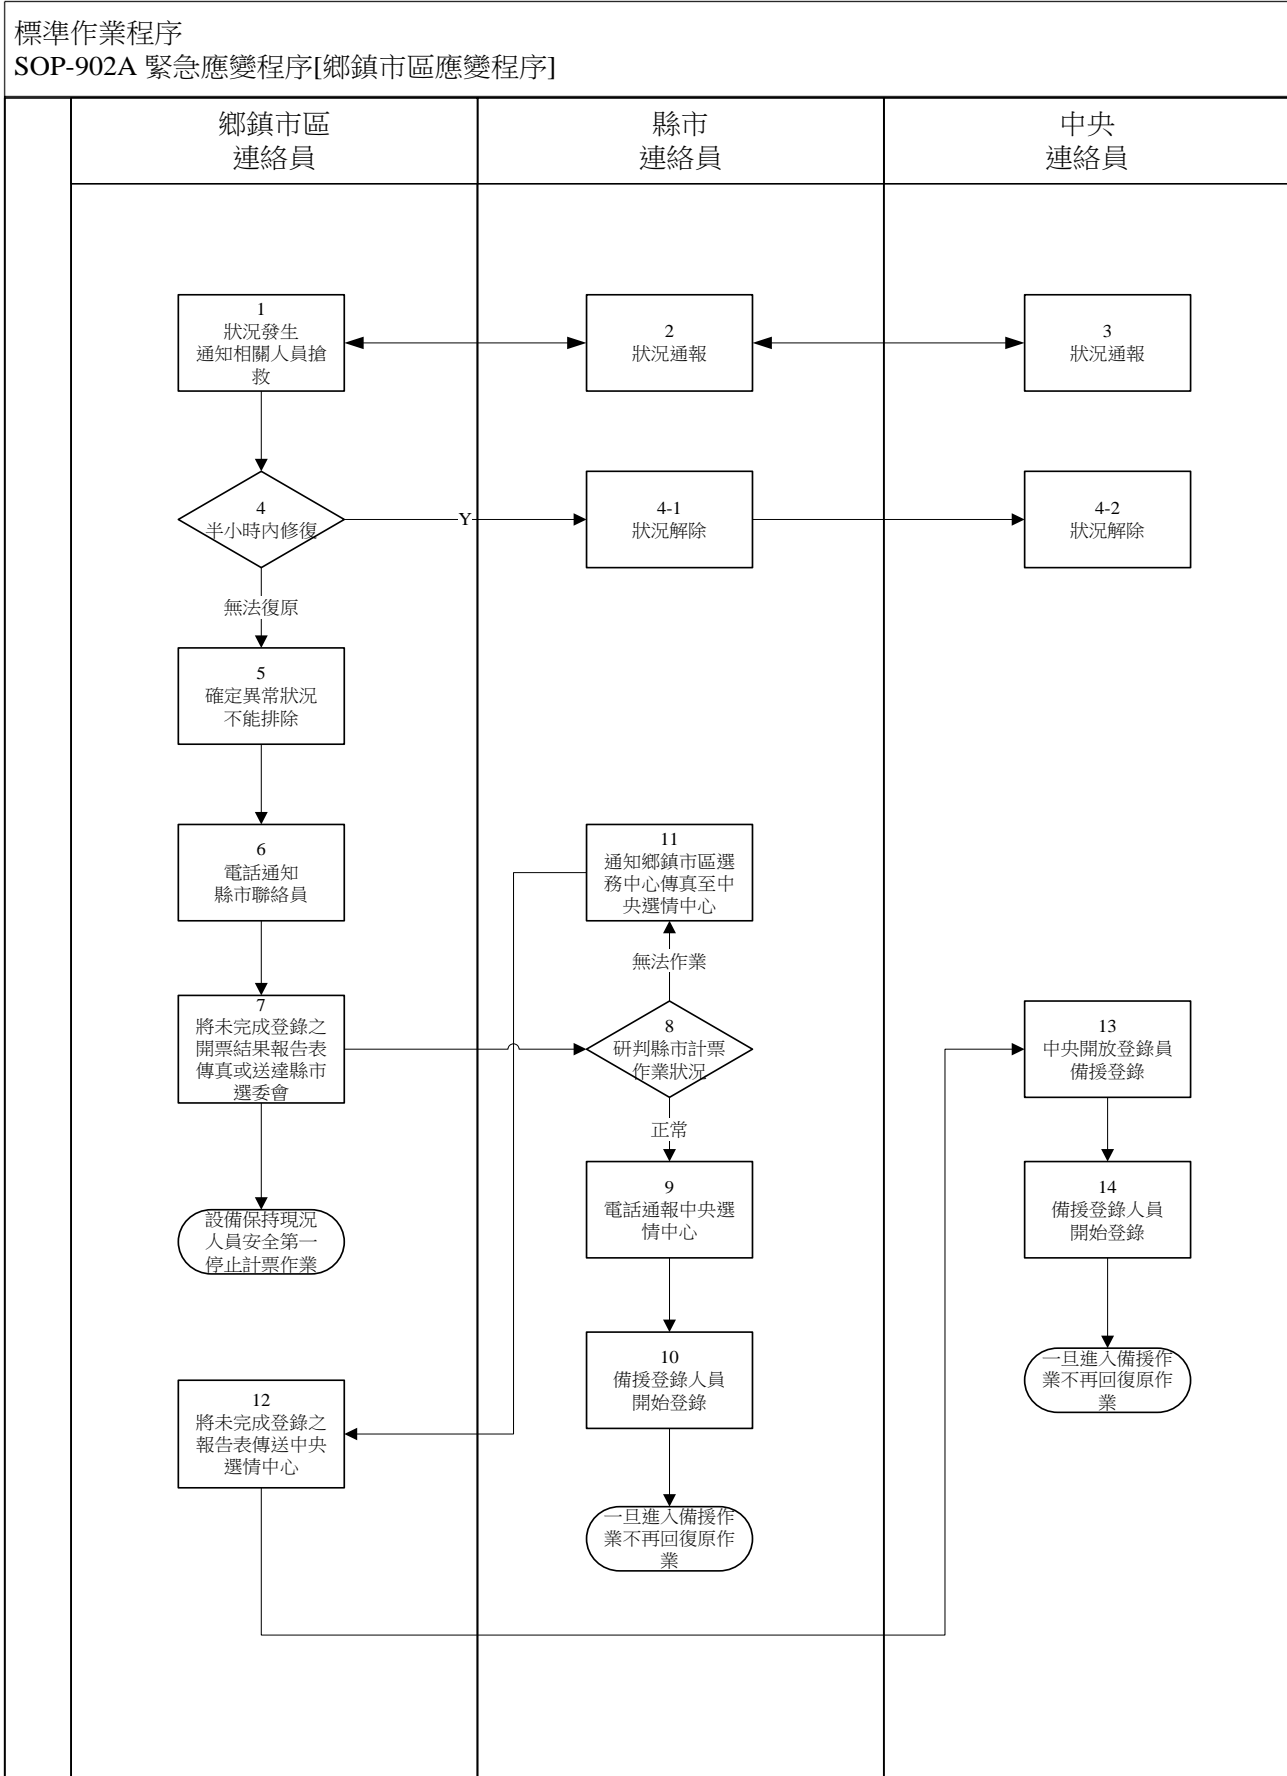 標準作業程序
SOP-902A 緊急應變程序[鄉鎮市區應變程序]
鄉鎮市區
連絡員
縣市
連絡員
中央
連絡員
1
狀況發生
通知相關人員搶
救
2
狀況通報
3
狀況通報
4
半小時內修復
Y
4-1
狀況解除
4-2
狀況解除
無法復原
5
確定異常狀況
不能排除
6
電話通知
縣市聯絡員
11
通知鄉鎮市區選
務中心傳真至中
央選情中心
無法作業
7
將未完成登錄之
開票結果報告表
傳真或送達縣市
選委會
8
研判縣市計票
作業狀況
13
中央開放登錄員
備援登錄
正常
設備保持現況
人員安全第一
停止計票作業
9
電話通報中央選
情中心
14
備援登錄人員
開始登錄
10
備援登錄人員
開始登錄
一旦進入備援作
業不再回復原作
業
12
將未完成登錄之
報告表傳送中央
選情中心
一旦進入備援作
業不再回復原作
業